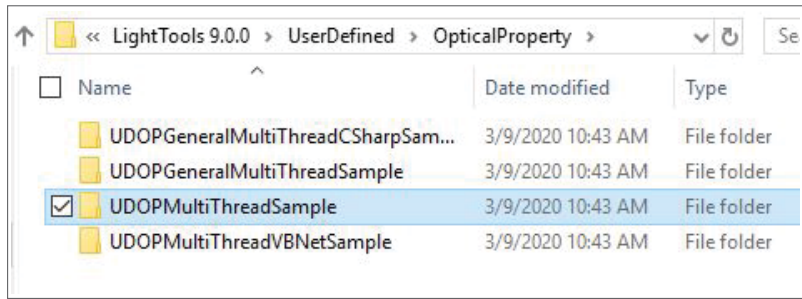 « LightTools 9.0.0 > UserDefined > OpticalProperty > Se
Name Date modified Type
UDOPGeneralMultiThreadCSharpSam... 3/9/2020 10:43 AM File folder
UDOPGeneralMultiThreadSample 3/9/2020 10:43 AM File folder
UDOPMultiThreadSample 3/9/2020 10:43 AM File folder
UDOPMultiThreadVBNetSample 3/9/2020 10:43 AM File folder